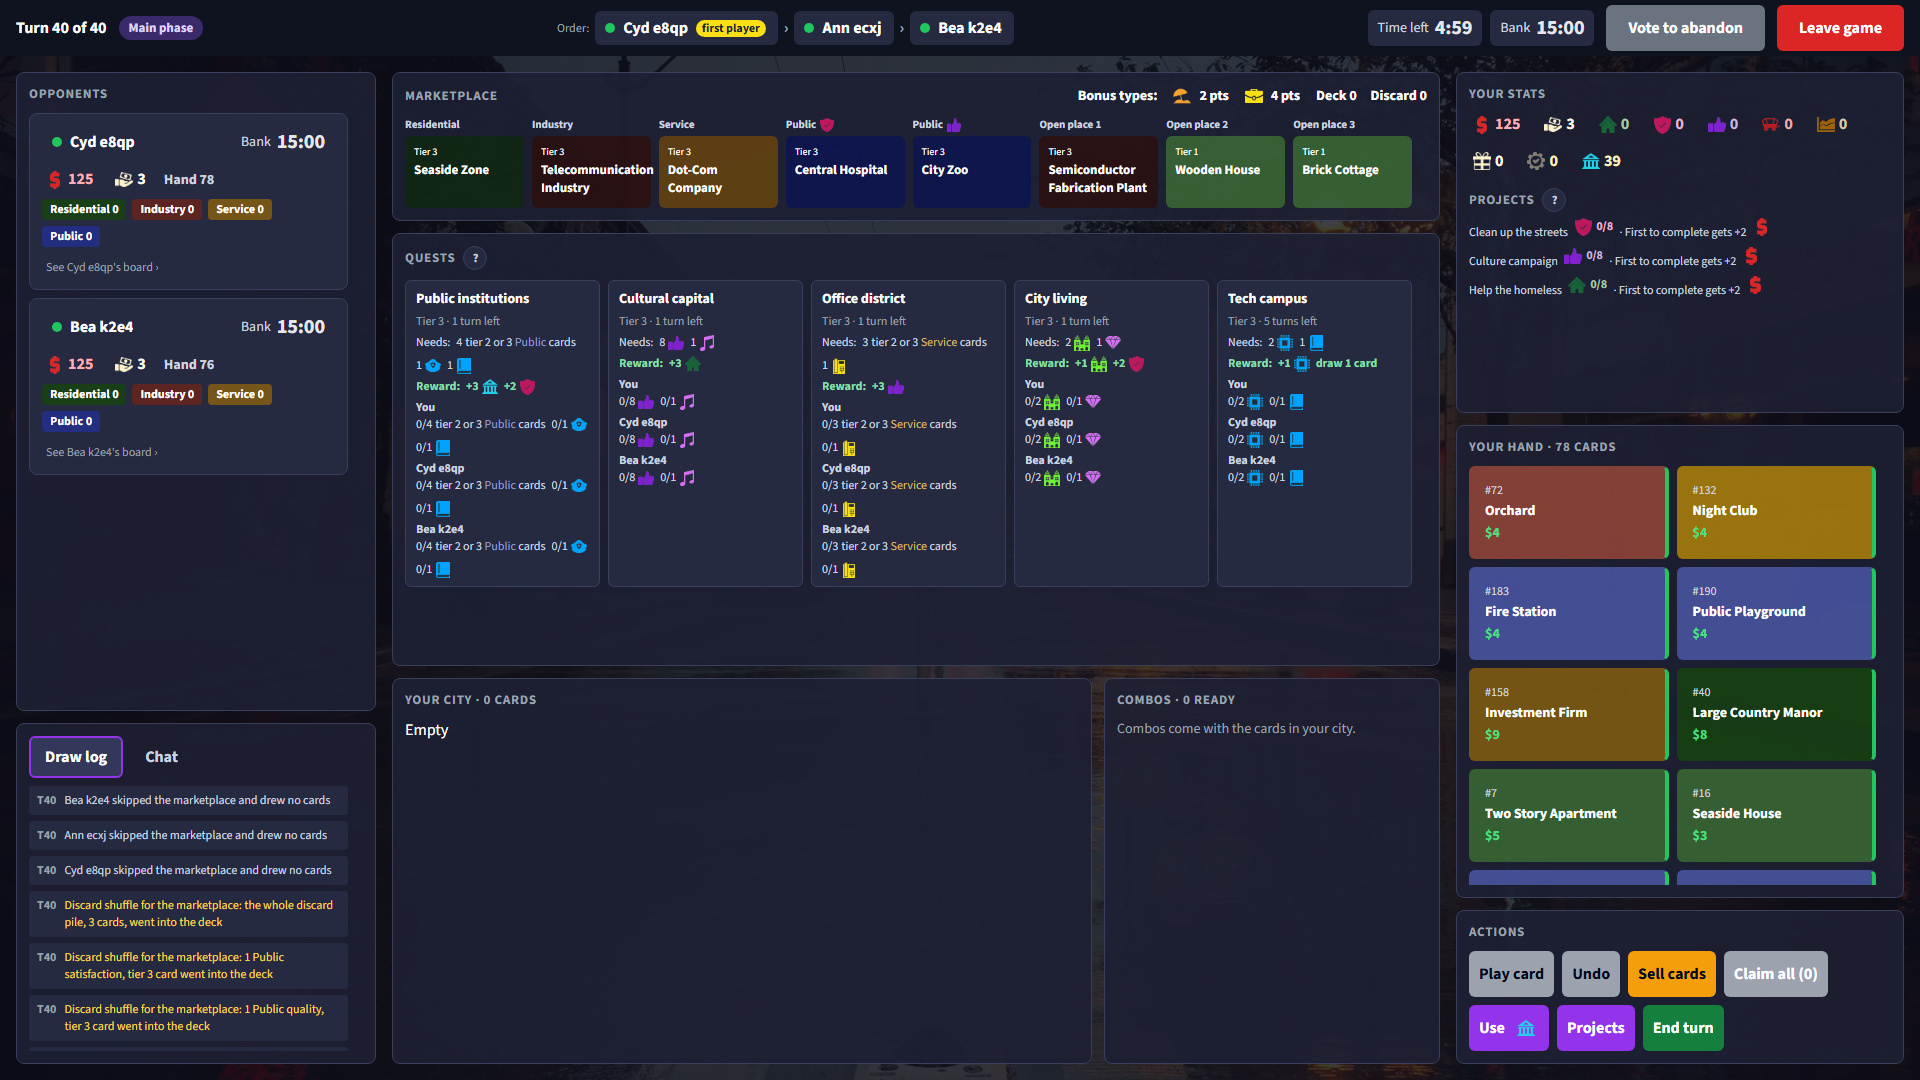 Turn 40 of 40 Main phase
Order: Cyd e8qp first player › Ann ecxj › Bea k2e4
Time left 4:59 Bank 15:00 Vote to abandon Leave game
OPPONENTS
Cyd e8qp Bank 15:00
125 3 Hand 78
Residential 0 Industry 0 Service 0
Public 0
See Cyd e8qp's board ›
Bea k2e4 Bank 15:00
125 3 Hand 76
Residential 0 Industry 0 Service 0
Public 0
See Bea k2e4's board ›
Draw log Chat
T40 Bea k2e4 skipped the marketplace and drew no cards
T40 Ann ecxj skipped the marketplace and drew no cards
T40 Cyd e8qp skipped the marketplace and drew no cards
T40 Discard shuffle for the marketplace: the whole discard
pile, 3 cards, went into the deck
T40 Discard shuffle for the marketplace: 1 Public
satisfaction, tier 3 card went into the deck
T40 Discard shuffle for the marketplace: 1 Public quality,
tier 3 card went into the deck
MARKETPLACE
Bonus types: 2 pts 4 pts Deck 0 Discard 0
Residential Industry Service Public Public Open place 1 Open place 2 Open place 3
Tier 3
Seaside Zone
Tier 3
Telecommunication
Industry
Tier 3
Dot-Com
Company
Tier 3
Central Hospital
Tier 3
City Zoo
Tier 3
Semiconductor
Fabrication Plant
Tier 1
Wooden House
Tier 1
Brick Cottage
QUESTS ?
Public institutions
Tier 3 · 1 turn left
Needs: 4 tier 2 or 3 Public cards
1 1
Reward: +3 +2
You
0/4 tier 2 or 3 Public cards 0/1
0/1
Cyd e8qp
0/4 tier 2 or 3 Public cards 0/1
0/1
Bea k2e4
0/4 tier 2 or 3 Public cards 0/1
0/1
Cultural capital
Tier 3 · 1 turn left
Needs: 8 1
Reward: +3
You
0/8 0/1
Cyd e8qp
0/8 0/1
Bea k2e4
0/8 0/1
Office district
Tier 3 · 1 turn left
Needs: 3 tier 2 or 3 Service cards
1
Reward: +3
You
0/3 tier 2 or 3 Service cards
0/1
Cyd e8qp
0/3 tier 2 or 3 Service cards
0/1
Bea k2e4
0/3 tier 2 or 3 Service cards
0/1
City living
Tier 3 · 1 turn left
Needs: 2 1
Reward: +1 +2
You
0/2 0/1
Cyd e8qp
0/2 0/1
Bea k2e4
0/2 0/1
Tech campus
Tier 3 · 5 turns left
Needs: 2 1
Reward: +1 draw 1 card
You
0/2 0/1
Cyd e8qp
0/2 0/1
Bea k2e4
0/2 0/1
YOUR CITY · 0 CARDS
Empty
COMBOS · 0 READY
Combos come with the cards in your city.
YOUR STATS
125 3 0 0 0 0 0
0 0 39
PROJECTS ?
Clean up the streets 0/8 · First to complete gets +2
Culture campaign 0/8 · First to complete gets +2
Help the homeless 0/8 · First to complete gets +2
YOUR HAND · 78 CARDS
#72
Orchard
$4
#132
Night Club
$4
#183
Fire Station
$4
#190
Public Playground
$4
#158
Investment Firm
$9
#40
Large Country Manor
$8
#7
Two Story Apartment
$5
#16
Seaside House
$3
ACTIONS
Play card Undo Sell cards Claim all (0)
Use Projects End turn